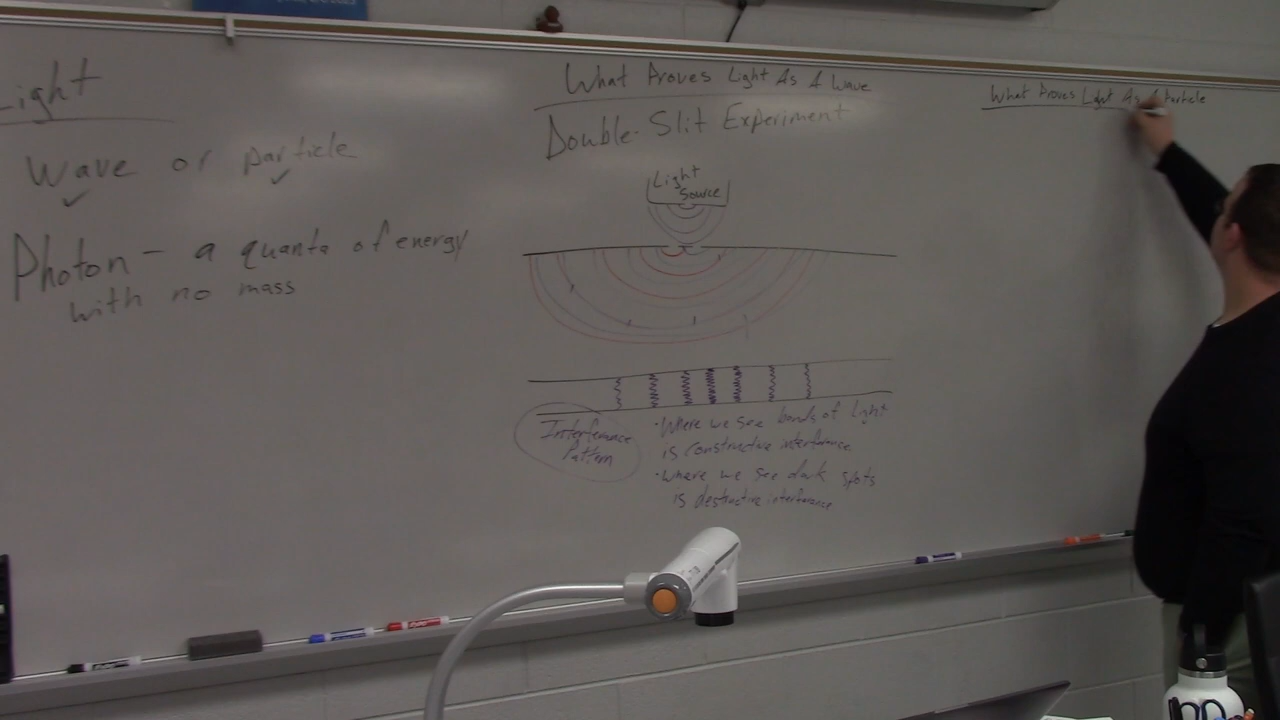 Light
Wave or particle
Photon - a quanta of energy
with no mass
What Proves Light As A Wave
Double-Slit Experiment
Light
Source
Interference
Pattern
• Where we see bands of light
is constructive interference
• Where we see dark spots
is destructive interference
What Proves Light As A Particle